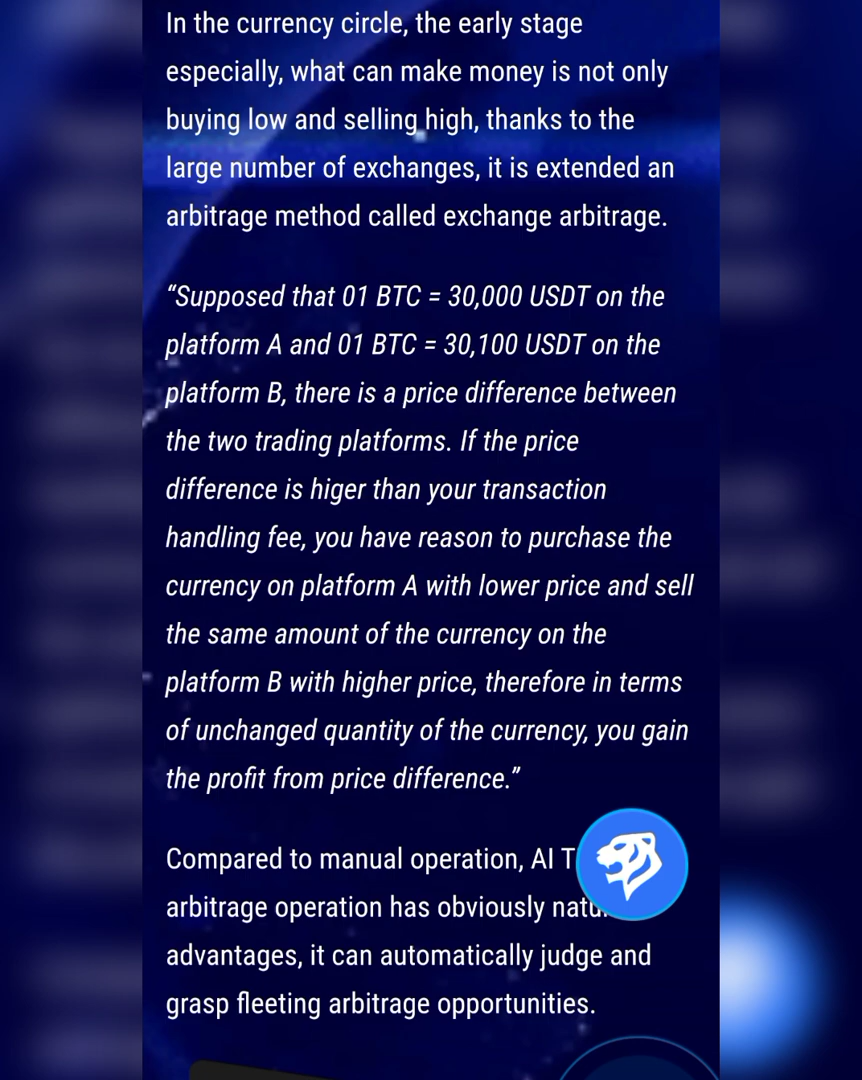 In the currency circle, the early stage
especially, what can make money is not only
buying low and selling high, thanks to the
large number of exchanges, it is extended an
arbitrage method called exchange arbitrage.
“Supposed that 01 BTC = 30,000 USDT on the
platform A and 01 BTC = 30,100 USDT on the
platform B, there is a price difference between
the two trading platforms. If the price
difference is higer than your transaction
handling fee, you have reason to purchase the
currency on platform A with lower price and sell
the same amount of the currency on the
platform B with higher price, therefore in terms
of unchanged quantity of the currency, you gain
the profit from price difference.”
Compared to manual operation, AI
arbitrage operation has obviously
advantages, it can automatically judge and
grasp fleeting arbitrage opportunities.